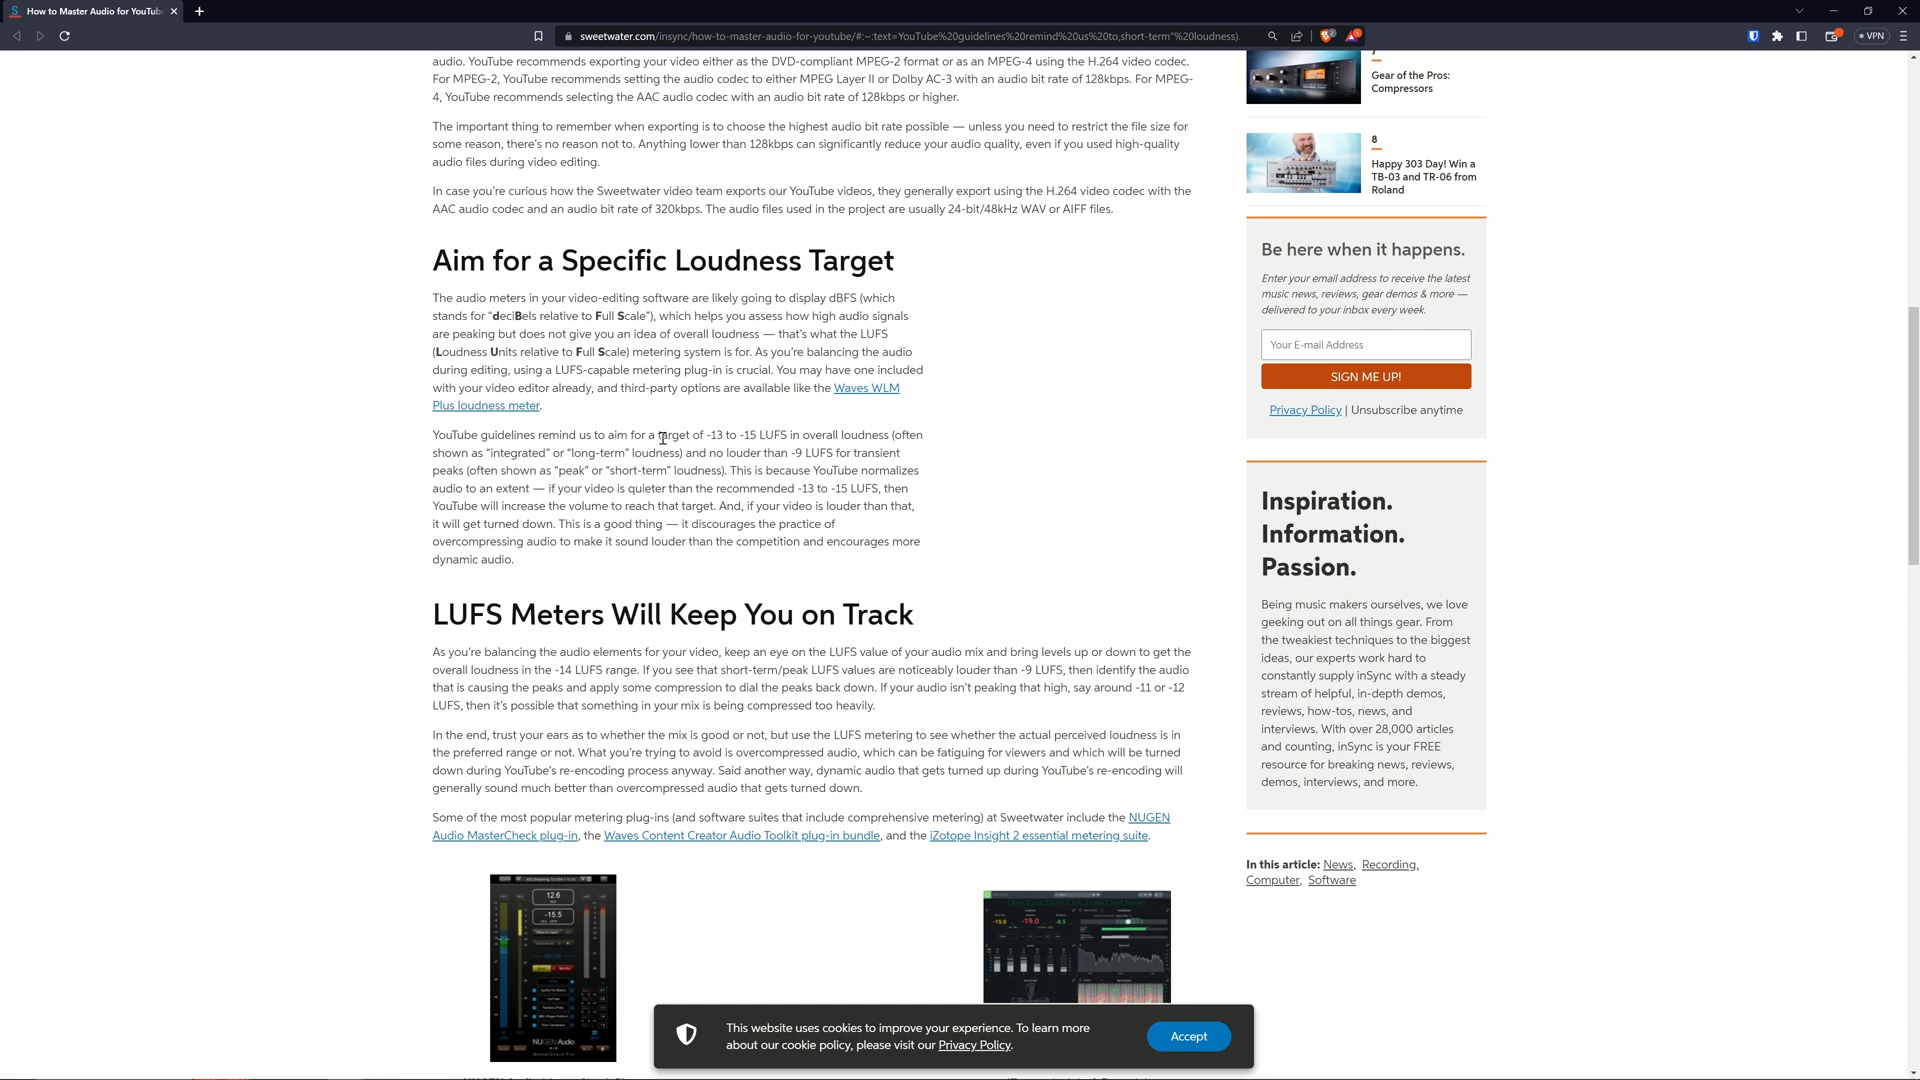 How to Master Audio for YouTub
sweetwater.com/insync/how-to-master-audio-for-youtube/#:~:text=YouTube%20guidelines%20remind%20us%20to,short-term"%20loudness).
VPN
audio. YouTube recommends exporting your video either as the DVD-compliant MPEG-2 format or as an MPEG-4 using the H.264 video codec.
For MPEG-2, YouTube recommends setting the audio codec to either MPEG Layer II or Dolby AC-3 with an audio bit rate of 128kbps. For MPEG-
4, YouTube recommends selecting the AAC audio codec with an audio bit rate of 128kbps or higher.
The important thing to remember when exporting is to choose the highest audio bit rate possible — unless you need to restrict the file size for
some reason, there's no reason not to. Anything lower than 128kbps can significantly reduce your audio quality, even if you used high-quality
audio files during video editing.
In case you're curious how the Sweetwater video team exports our YouTube videos, they generally export using the H.264 video codec with the
AAC audio codec and an audio bit rate of 320kbps. The audio files used in the project are usually 24-bit/48kHz WAV or AIFF files.
Aim for a Specific Loudness Target
The audio meters in your video-editing software are likely going to display dBFS (which
stands for "deciBels relative to Full Scale"), which helps you assess how high audio signals
are peaking but does not give you an idea of overall loudness — that's what the LUFS
(Loudness Units relative to Full Scale) metering system is for. As you're balancing the audio
during editing, using a LUFS-capable metering plug-in is crucial. You may have one included
with your video editor already, and third-party options are available like the Waves WLM
Plus loudness meter.
YouTube guidelines remind us to aim for a target of -13 to -15 LUFS in overall loudness (often
shown as "integrated" or "long-term" loudness) and no louder than -9 LUFS for transient
peaks (often shown as "peak" or "short-term" loudness). This is because YouTube normalizes
audio to an extent — if your video is quieter than the recommended -13 to -15 LUFS, then
YouTube will increase the volume to reach that target. And, if your video is louder than that,
it will get turned down. This is a good thing — it discourages the practice of
overcompressing audio to make it sound louder than the competition and encourages more
dynamic audio.
LUFS Meters Will Keep You on Track
As you're balancing the audio elements for your video, keep an eye on the LUFS value of your audio mix and bring levels up or down to get the
overall loudness in the -14 LUFS range. If you see that short-term/peak LUFS values are noticeably louder than -9 LUFS, then identify the audio
that is causing the peaks and apply some compression to dial the peaks back down. If your audio isn't peaking that high, say around -11 or -12
LUFS, then it's possible that something in your mix is being compressed too heavily.
In the end, trust your ears as to whether the mix is good or not, but use the LUFS metering to see whether the actual perceived loudness is in
the preferred range or not. What you're trying to avoid is overcompressed audio, which can be fatiguing for viewers and which will be turned
down during YouTube's re-encoding process anyway. Said another way, dynamic audio that gets turned up during YouTube's re-encoding will
generally sound much better than overcompressed audio that gets turned down.
Some of the most popular metering plug-ins (and software suites that include comprehensive metering) at Sweetwater include the NUGEN
Audio MasterCheck plug-in, the Waves Content Creator Audio Toolkit plug-in bundle, and the iZotope Insight 2 essential metering suite.
12.6
-15.5
NUGEN Audio
-15.0
-19.0
Gear of the Pros:
Compressors
8
Happy 303 Day! Win a
TB-03 and TR-06 from
Roland
Be here when it happens.
Enter your email address to receive the latest
music news, reviews, gear demos & more —
delivered to your inbox every week.
Your E-mail Address
SIGN ME UP!
Privacy Policy | Unsubscribe anytime
Inspiration.
Information.
Passion.
Being music makers ourselves, we love
geeking out on all things gear. From
the tweakiest techniques to the biggest
ideas, our experts work hard to
constantly supply inSync with a steady
stream of helpful, in-depth demos,
reviews, how-tos, news, and
interviews. With over 28,000 articles
and counting, inSync is your FREE
resource for breaking news, reviews,
demos, interviews, and more.
In this article: News, Recording,
Computer, Software
This website uses cookies to improve your experience. To learn more
about our cookie policy, please visit our Privacy Policy.
Accept